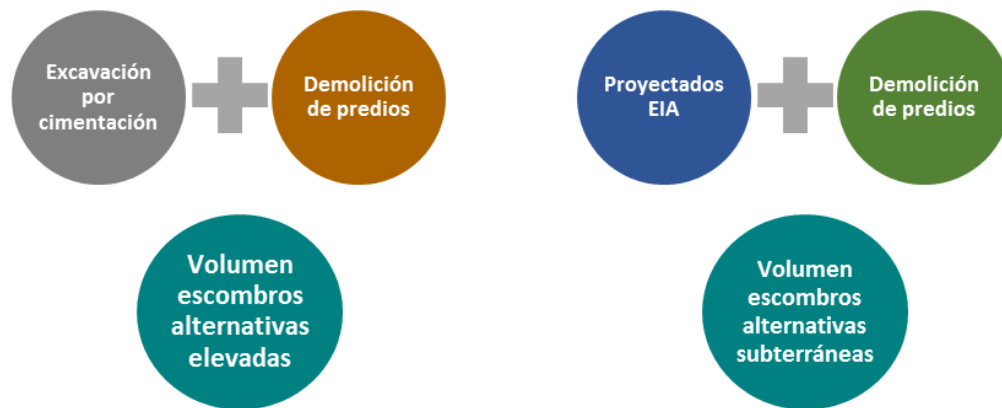 Excavación
por
cimentación
Demolición
de predios
Proyectados
EIA
Demolición
de predios
Volumen
escombros
alternativas
elevadas
Volumen
escombros
alternativas
subterráneas